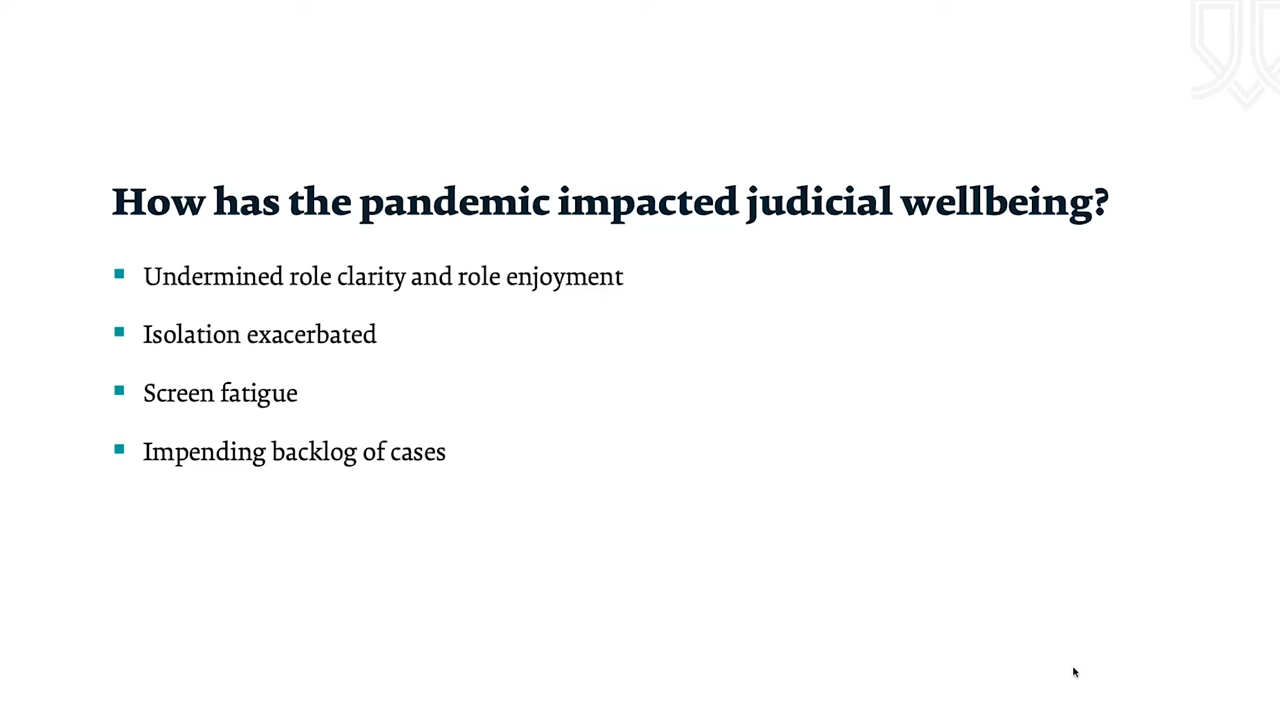 How has the pandemic impacted judicial wellbeing?
Undermined role clarity and role enjoyment
Isolation exacerbated
Screen fatigue
Impending backlog of cases